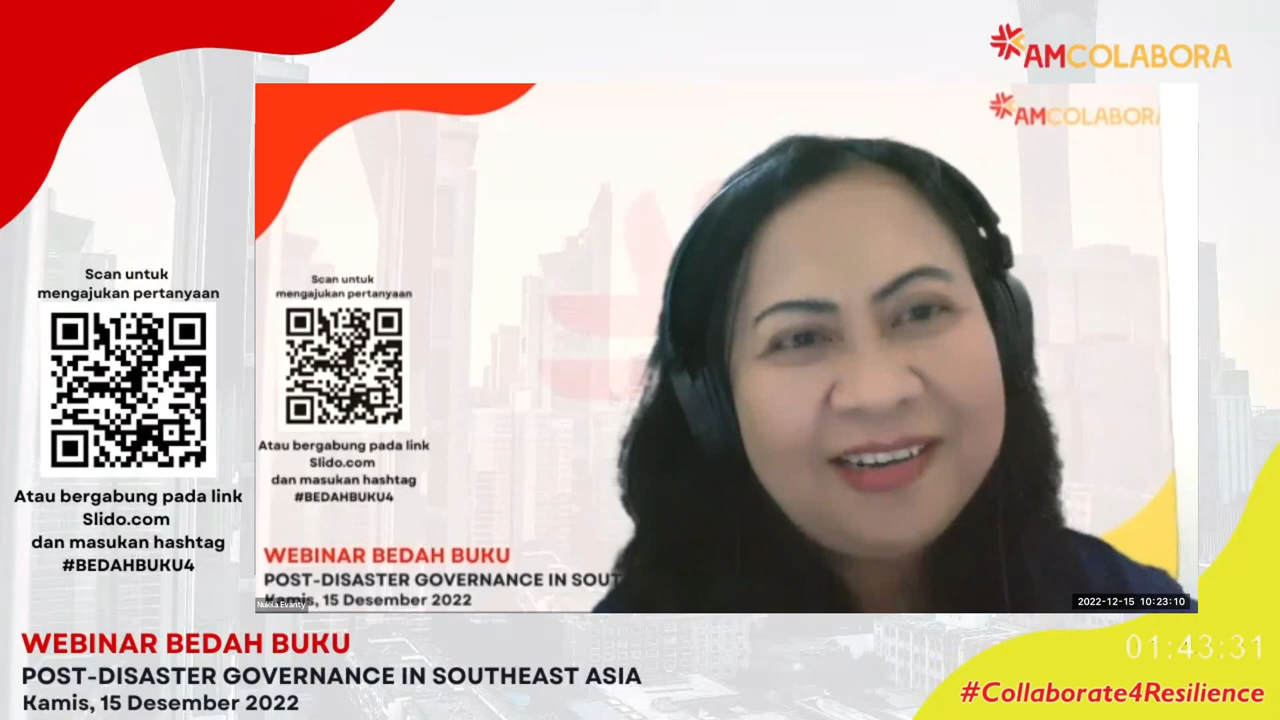 AMCOLABORA
AMCOLABORA
Scan untuk
mengajukan pertanyaan
Atau bergabung pada link
Slido.com
dan masukan hashtag
#BEDAHBUKU4
Scan untuk
mengajukan pertanyaan
Atau bergabung pada link
Slido.com
dan masukan hashtag
#BEDAHBUKU4
WEBINAR BEDAH BUKU
POST-DISASTER GOVERNANCE IN SOUT
Kamis, 15 Desember 2022
Nukila Evanty
2022-12-15 10:23:10
WEBINAR BEDAH BUKU
POST-DISASTER GOVERNANCE IN SOUTHEAST ASIA
Kamis, 15 Desember 2022
01:43:31
#Collaborate4Resilience